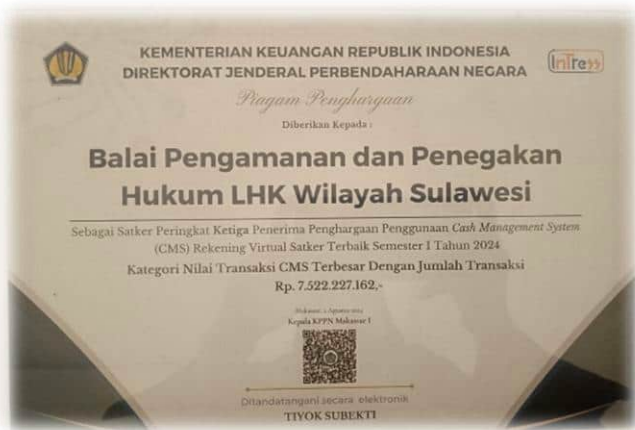 KEMENTERIAN KEUANGAN REPUBLIK INDONESIA
DIREKTORAT JENDERAL PERBENDAHARAAN NEGARA
InTress
Piagam Penghargaan
Diberikan Kepada :
Balai Pengamanan dan Penegakan
Hukum LHK Wilayah Sulawesi
Sebagai Satker Peringkat Ketiga Penerima Penghargaan Penggunaan Cash Management System
(CMS) Rekening Virtual Satker Terbaik Semester I Tahun 2024
Kategori Nilai Transaksi CMS Terbesar Dengan Jumlah Transaksi
Rp. 7.522.227.162,-
Kepala KPPN Makassar I
Ditandatangani secara elektronik
TIYOK SUBEKTI